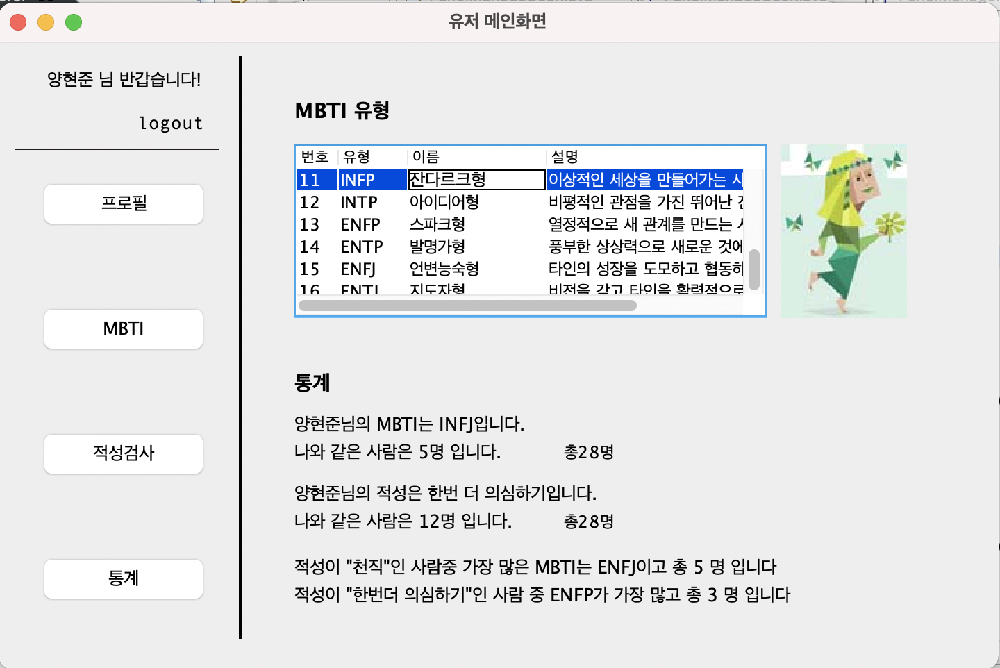 유저 메인화면
양현준 님 반갑습니다!
logout
프로필
MBTI
적성검사
통계
MBTI 유형
번호 유형 이름 설명
11 INFP 잔다르크형 이상적인 세상을 만들어가는
12 INTP 아이디어형 비평적인 관점을 가진 뛰어난
13 ENFP 스파크형 열정적으로 새 관계를 만드는
14 ENTP 발명가형 풍부한 상상력으로 새로운 것에
15 ENFJ 언변능숙형 타인의 성장을 도모하고 협동하
16 ENTJ 지도자형 비전을 갖고 타인을 활력적으로
통계
양현준님의 MBTI는 INFJ입니다.
나와 같은 사람은 5명 입니다. 총28명
양현준님의 적성은 한번 더 의심하기입니다.
나와 같은 사람은 12명 입니다. 총28명
적성이 "천직"인 사람중 가장 많은 MBTI는 ENFJ이고 총 5 명 입니다
적성이 "한번더 의심하기"인 사람 중 ENFP가 가장 많고 총 3 명 입니다